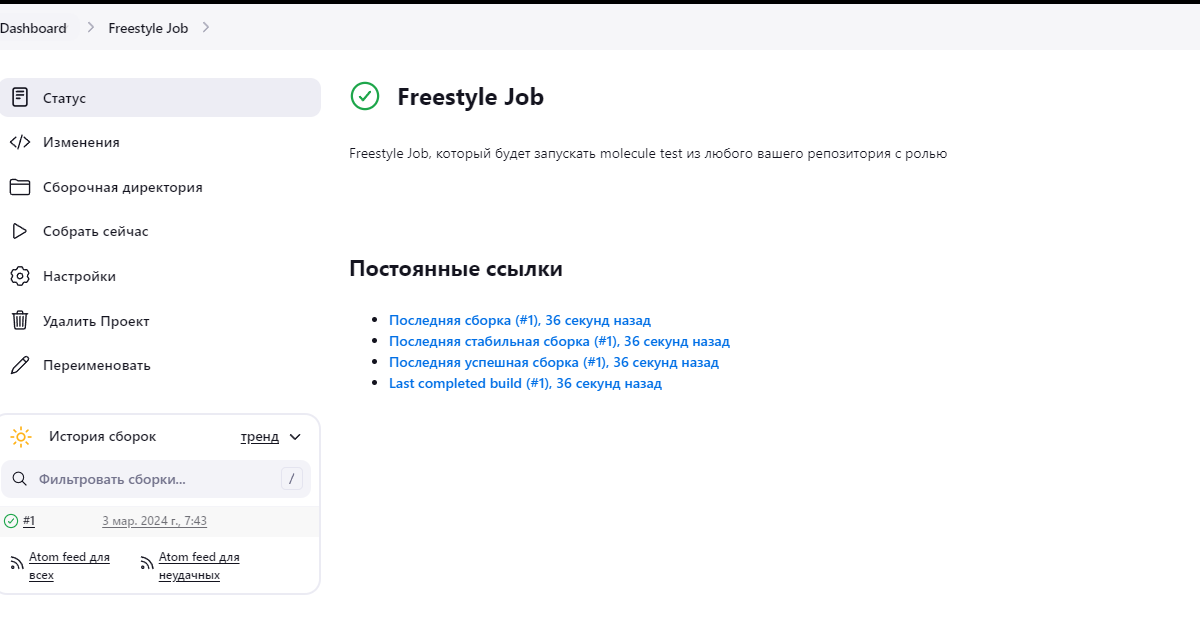 Dashboard
Freestyle Job
Статус
Изменения
Сборочная директория
Собрать сейчас
Настройки
Удалить Проект
Переименовать
История сборок
тренд
Фильтровать сборки...
/
#1
3 мар. 2024 г., 7:43
Atom feed для
всех
Atom feed для
неудачных
Freestyle Job
Freestyle Job, который будет запускать molecule test из любого вашего репозитория с ролью
Постоянные ссылки
Последняя сборка (#1), 36 секунд назад
Последняя стабильная сборка (#1), 36 секунд назад
Последняя успешная сборка (#1), 36 секунд назад
Last completed build (#1), 36 секунд назад